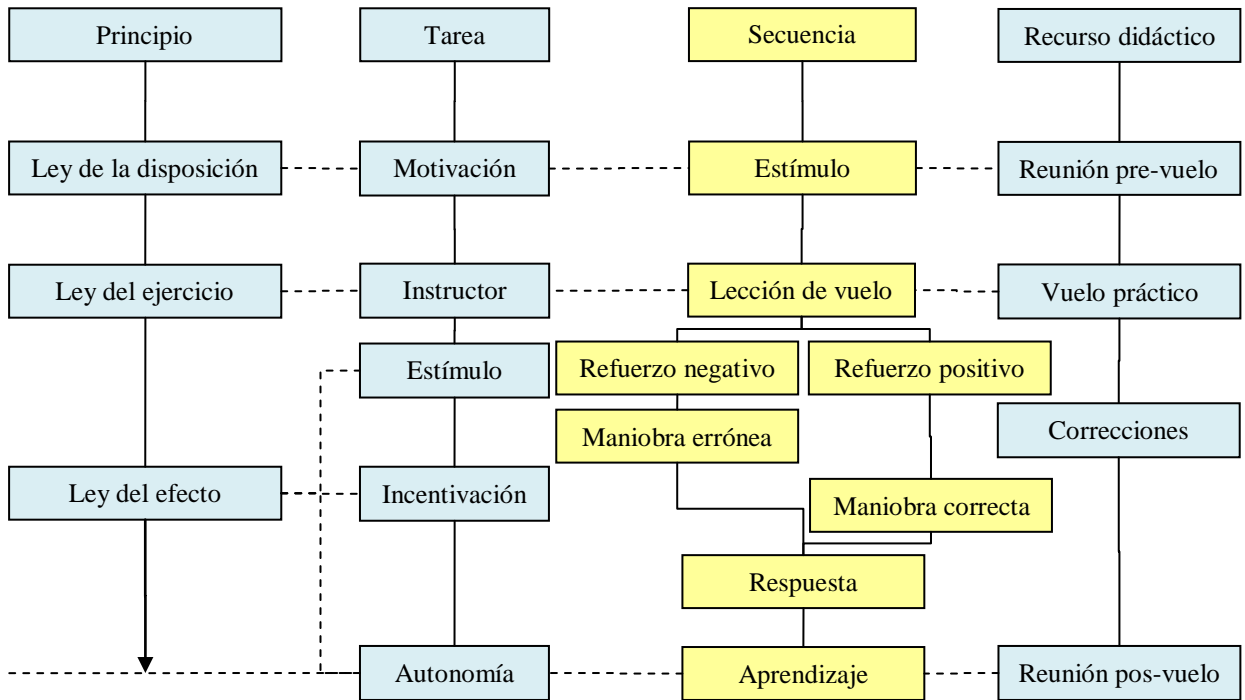 Principio
Tarea
Secuencia
Recurso didáctico
Ley de la disposición
Motivación
Estímulo
Reunión pre-vuelo
Ley del ejercicio
Instructor
Lección de vuelo
Vuelo práctico
Estímulo
Refuerzo negativo
Refuerzo positivo
Maniobra errónea
Correcciones
Ley del efecto
Incentivación
Maniobra correcta
Respuesta
Autonomía
Aprendizaje
Reunión pos-vuelo